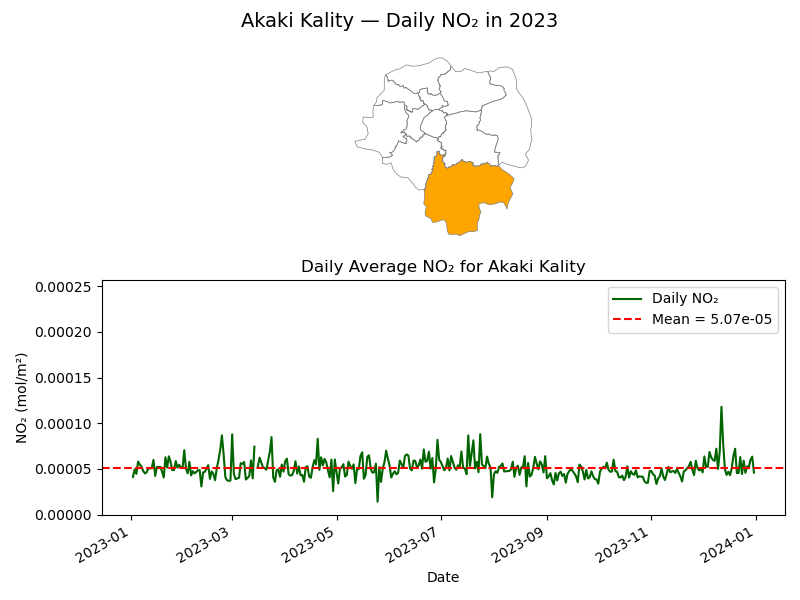 Akaki Kality — Daily NO₂ in 2023
Daily Average NO₂ for Akaki Kality
0.00025
0.00020
0.00015
0.00010
0.00005
0.00000
NO₂ (mol/m²)
Daily NO₂
Mean = 5.07e-05
2023-01
2023-03
2023-05
2023-07
2023-09
2023-11
2024-01
Date